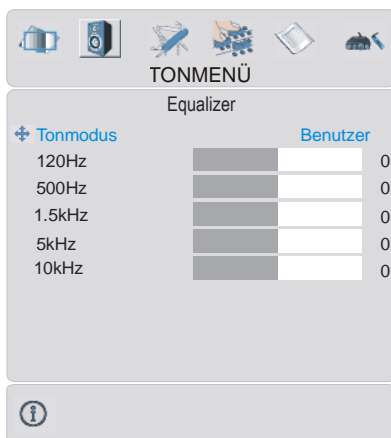 TONMENÜ
Equalizer
Tonmodus Benutzer
120Hz 0
500Hz 0
1.5kHz 0
5kHz 0
10kHz 0